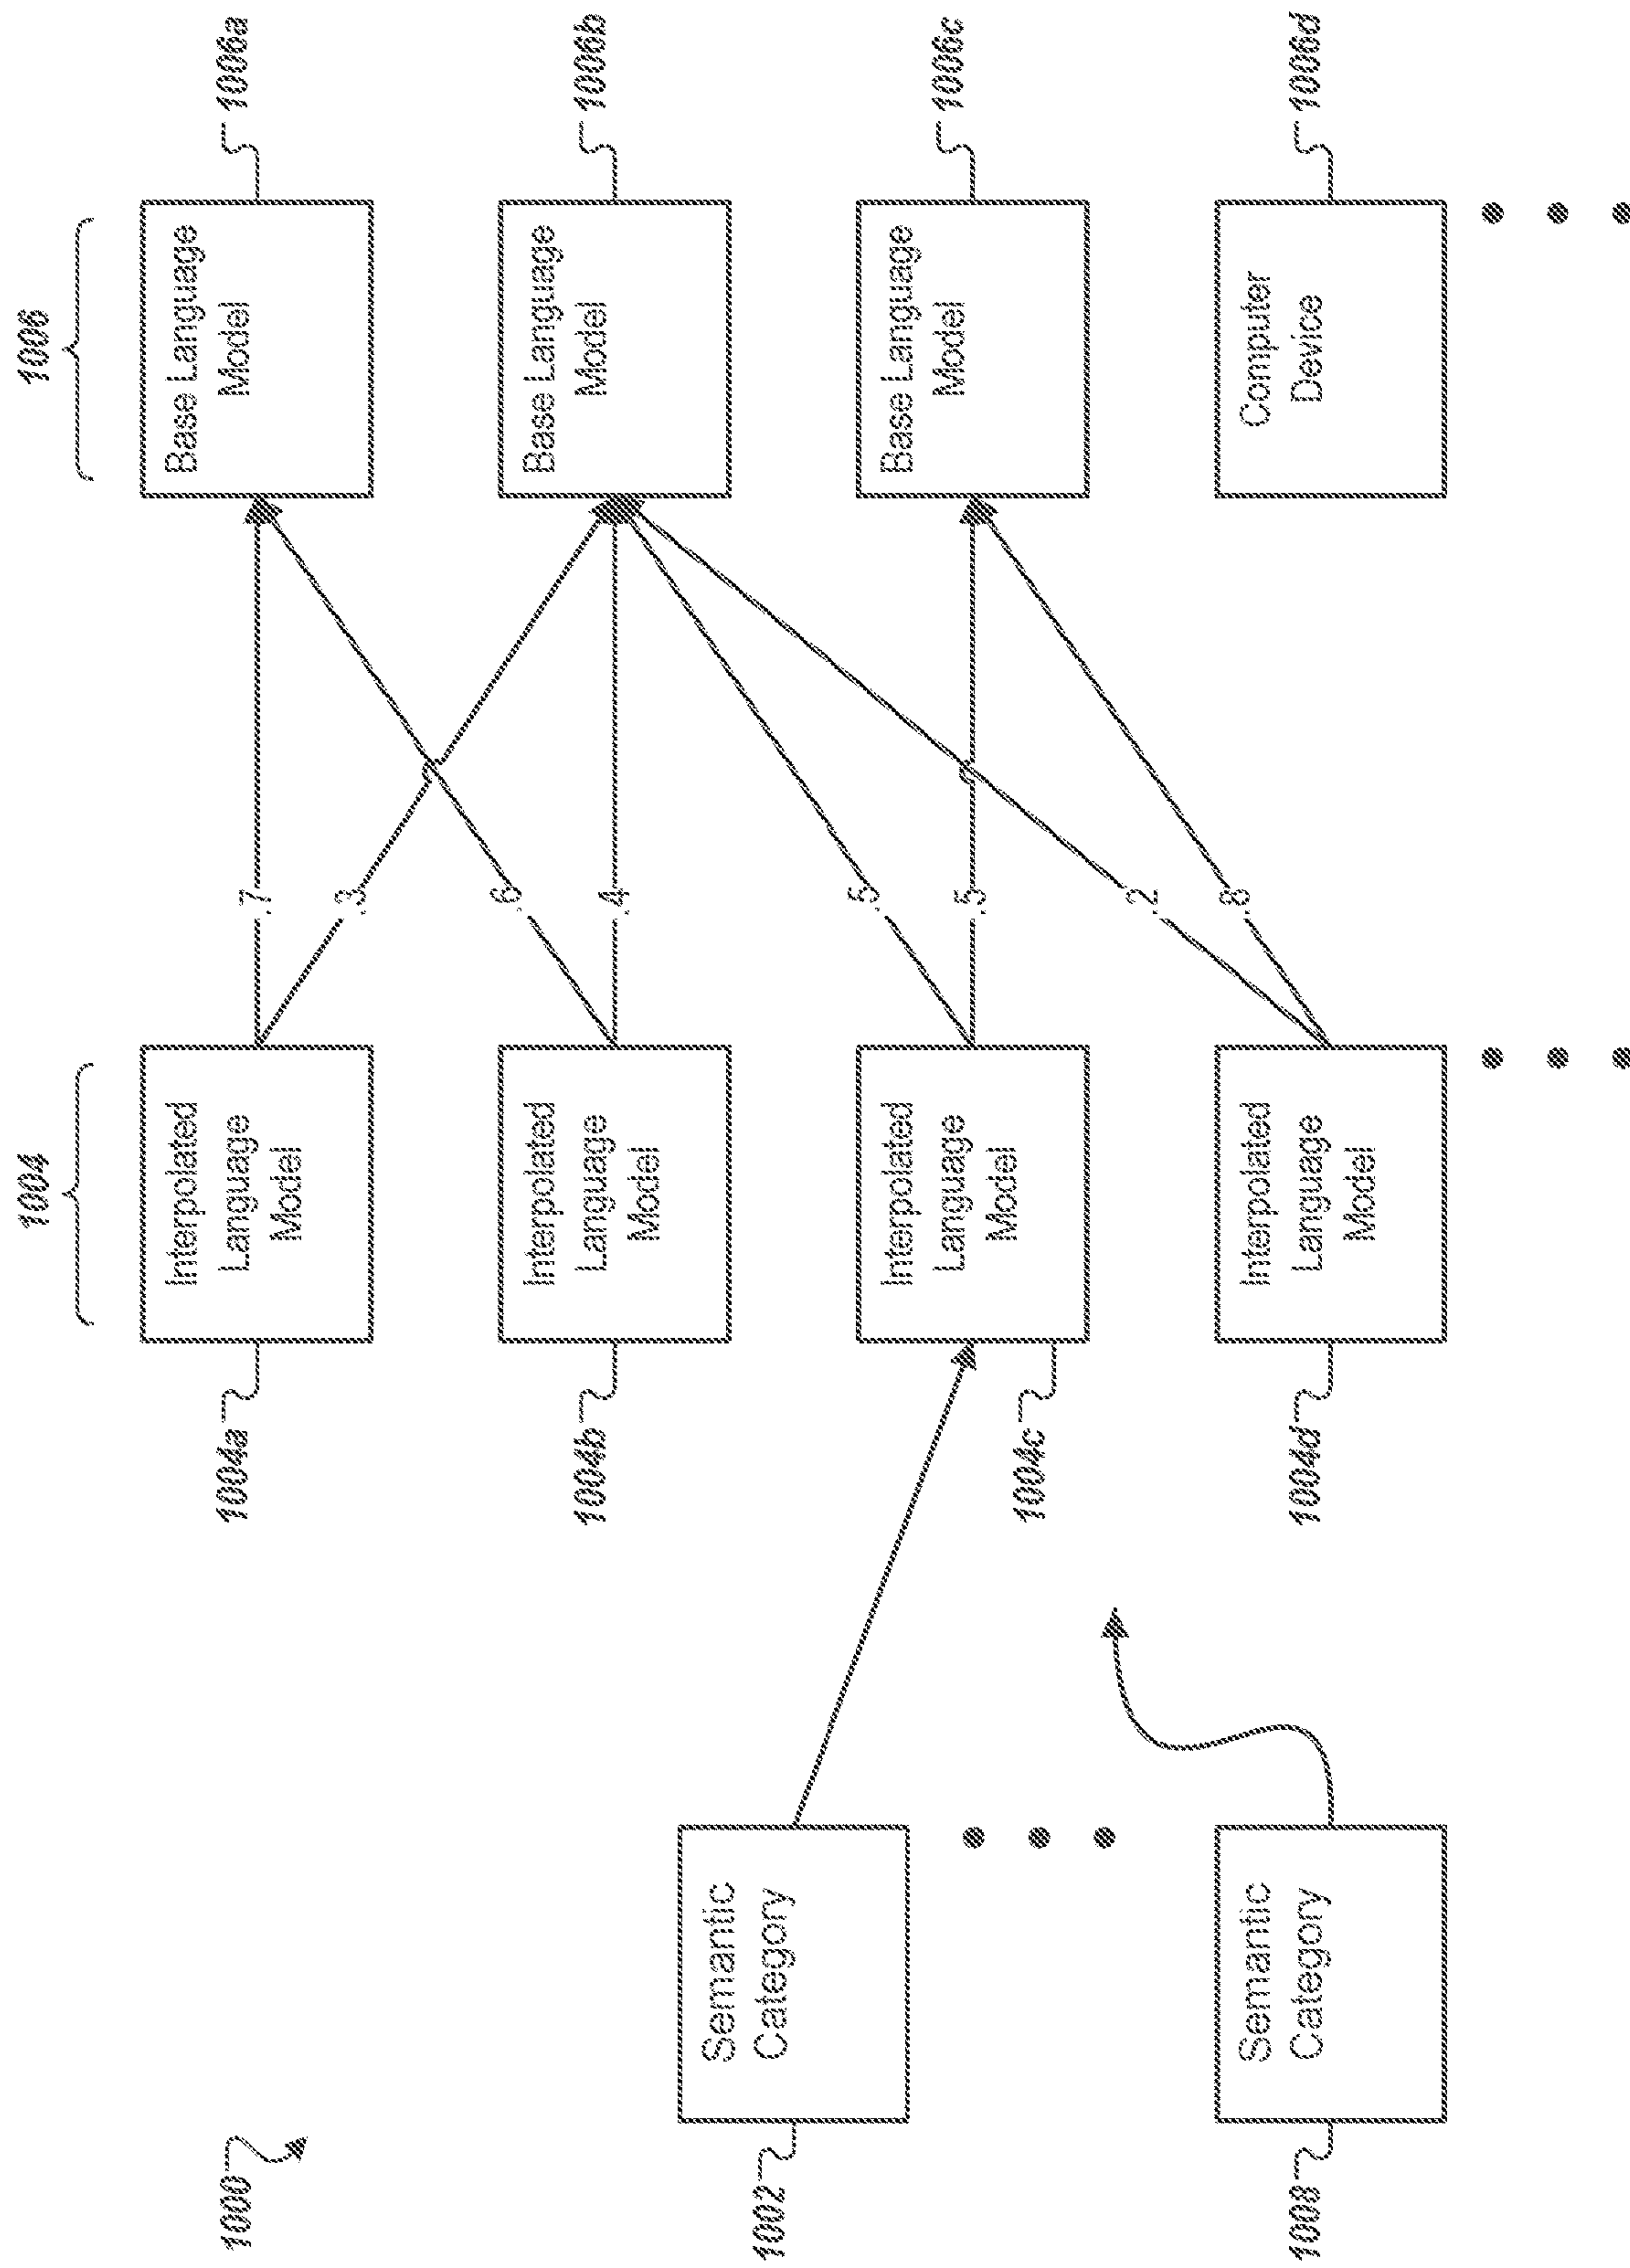 1004
1006
1000
1004a
Interpolated
Language
Model
.7
.3
Base Language
Model
1006a
1004b
Interpolated
Language
Model
.6
.4
Base Language
Model
1006b
1002
Semantic
Category
1004c
Interpolated
Language
Model
.5
.5
Base Language
Model
1006c
1008
Semantic
Category
1004d
Interpolated
Language
Model
.2
.8
Computer
Device
1006d